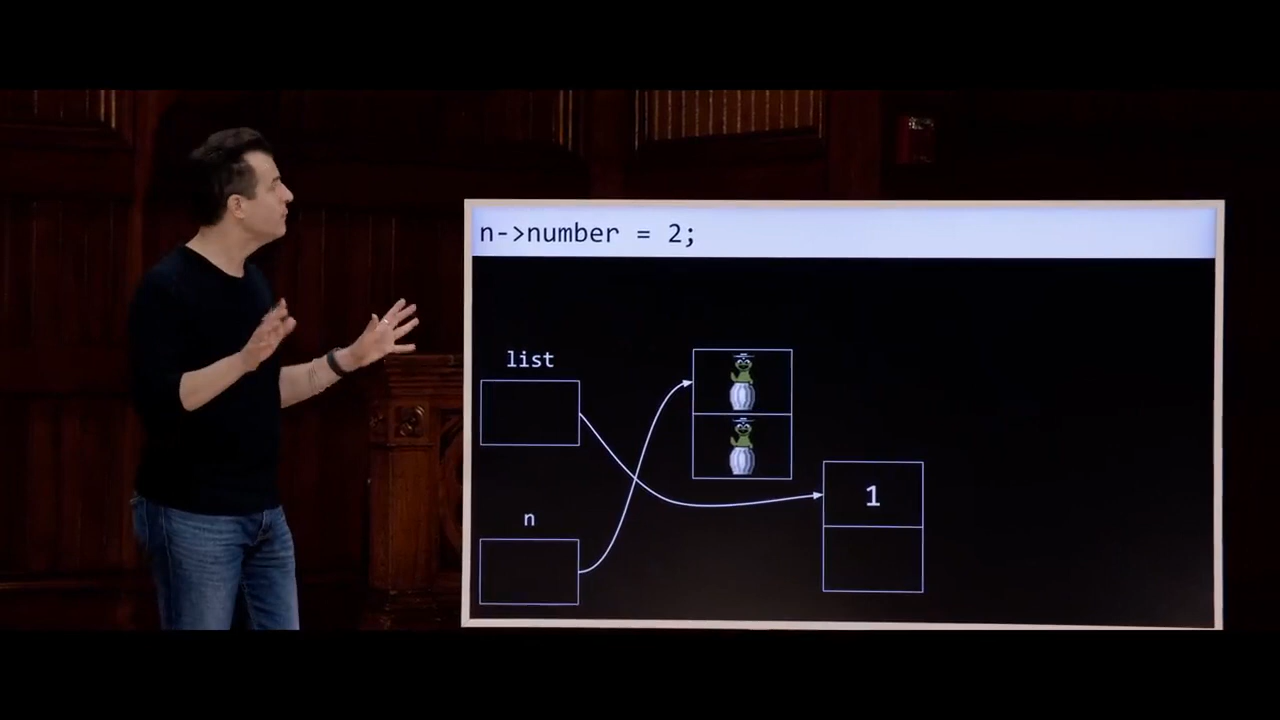 n->number = 2;
list
1
n